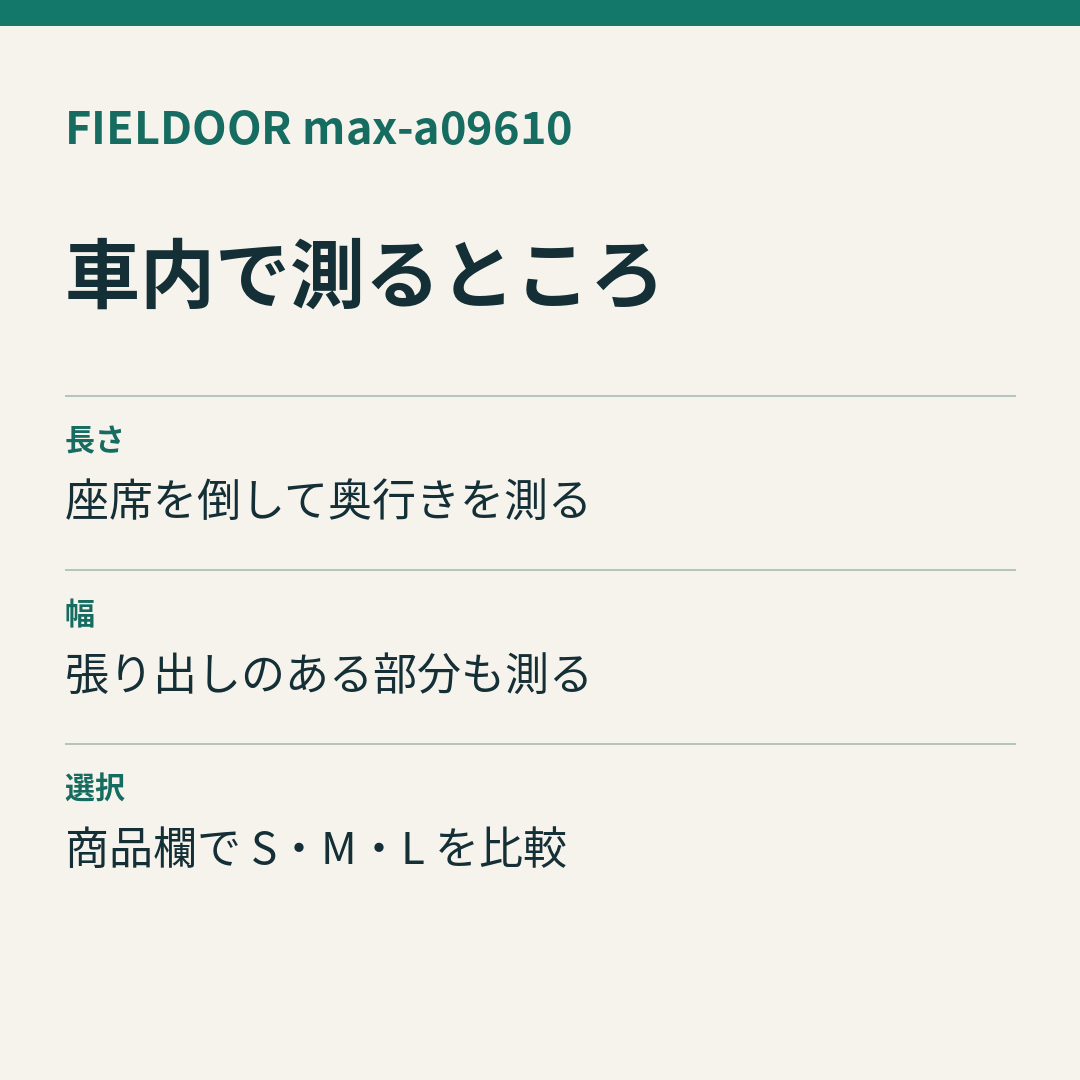 FIELDOOR max-a09610
車内で測るところ
長さ
座席を倒して奥行きを測る
幅
張り出しのある部分も測る
選択
商品欄で S・M・L を比較